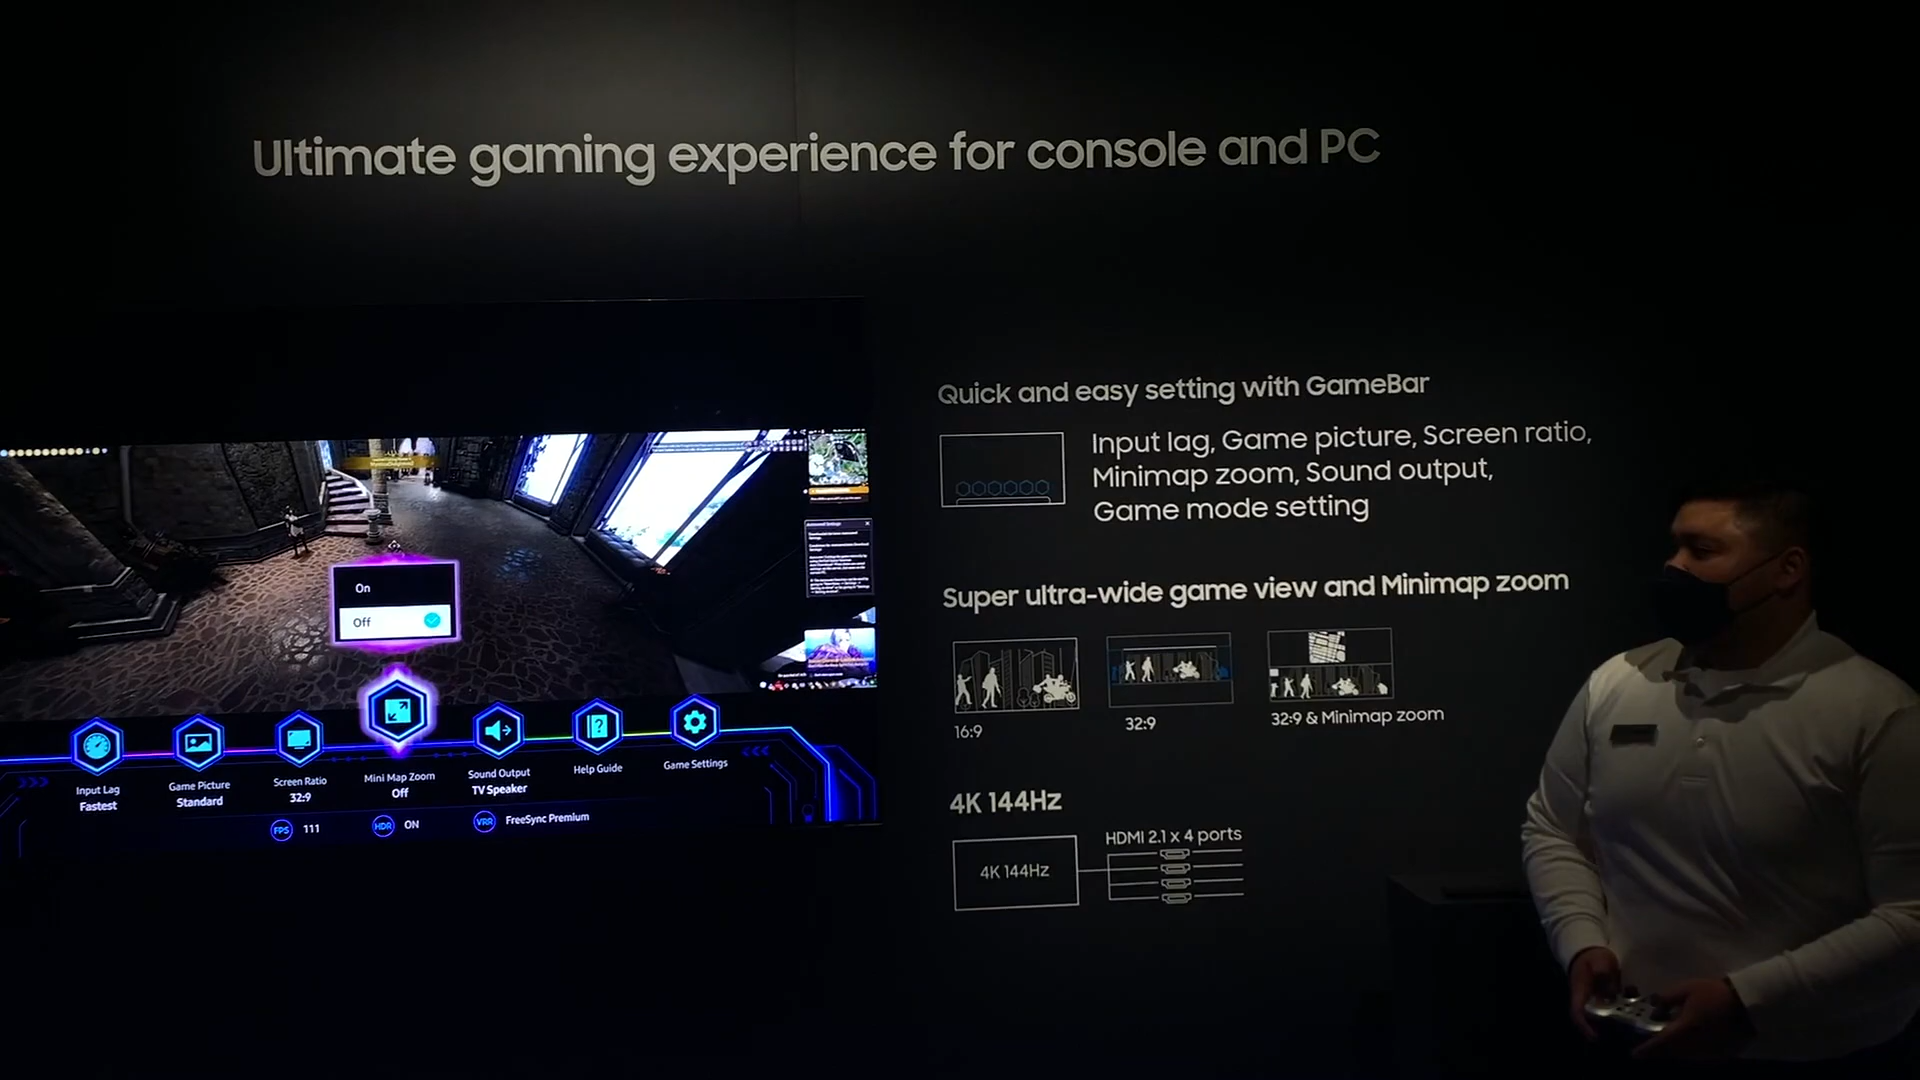 Ultimate gaming experience for console and PC
Quick and easy setting with GameBar
Input lag, Game picture, Screen ratio,
Minimap zoom, Sound output,
Game mode setting
Super ultra-wide game view and Minimap zoom
16:9
32:9
32:9 & Minimap zoom
4K 144Hz
HDMI 2.1 x 4 ports
4K 144Hz
On
Off
Input Lag
Fastest
Game Picture
Standard
Screen Ratio
32:9
Mini Map Zoom
Off
Sound Output
TV Speaker
Help Guide
Game Settings
FPS 111
HDR ON
VRR FreeSync Premium